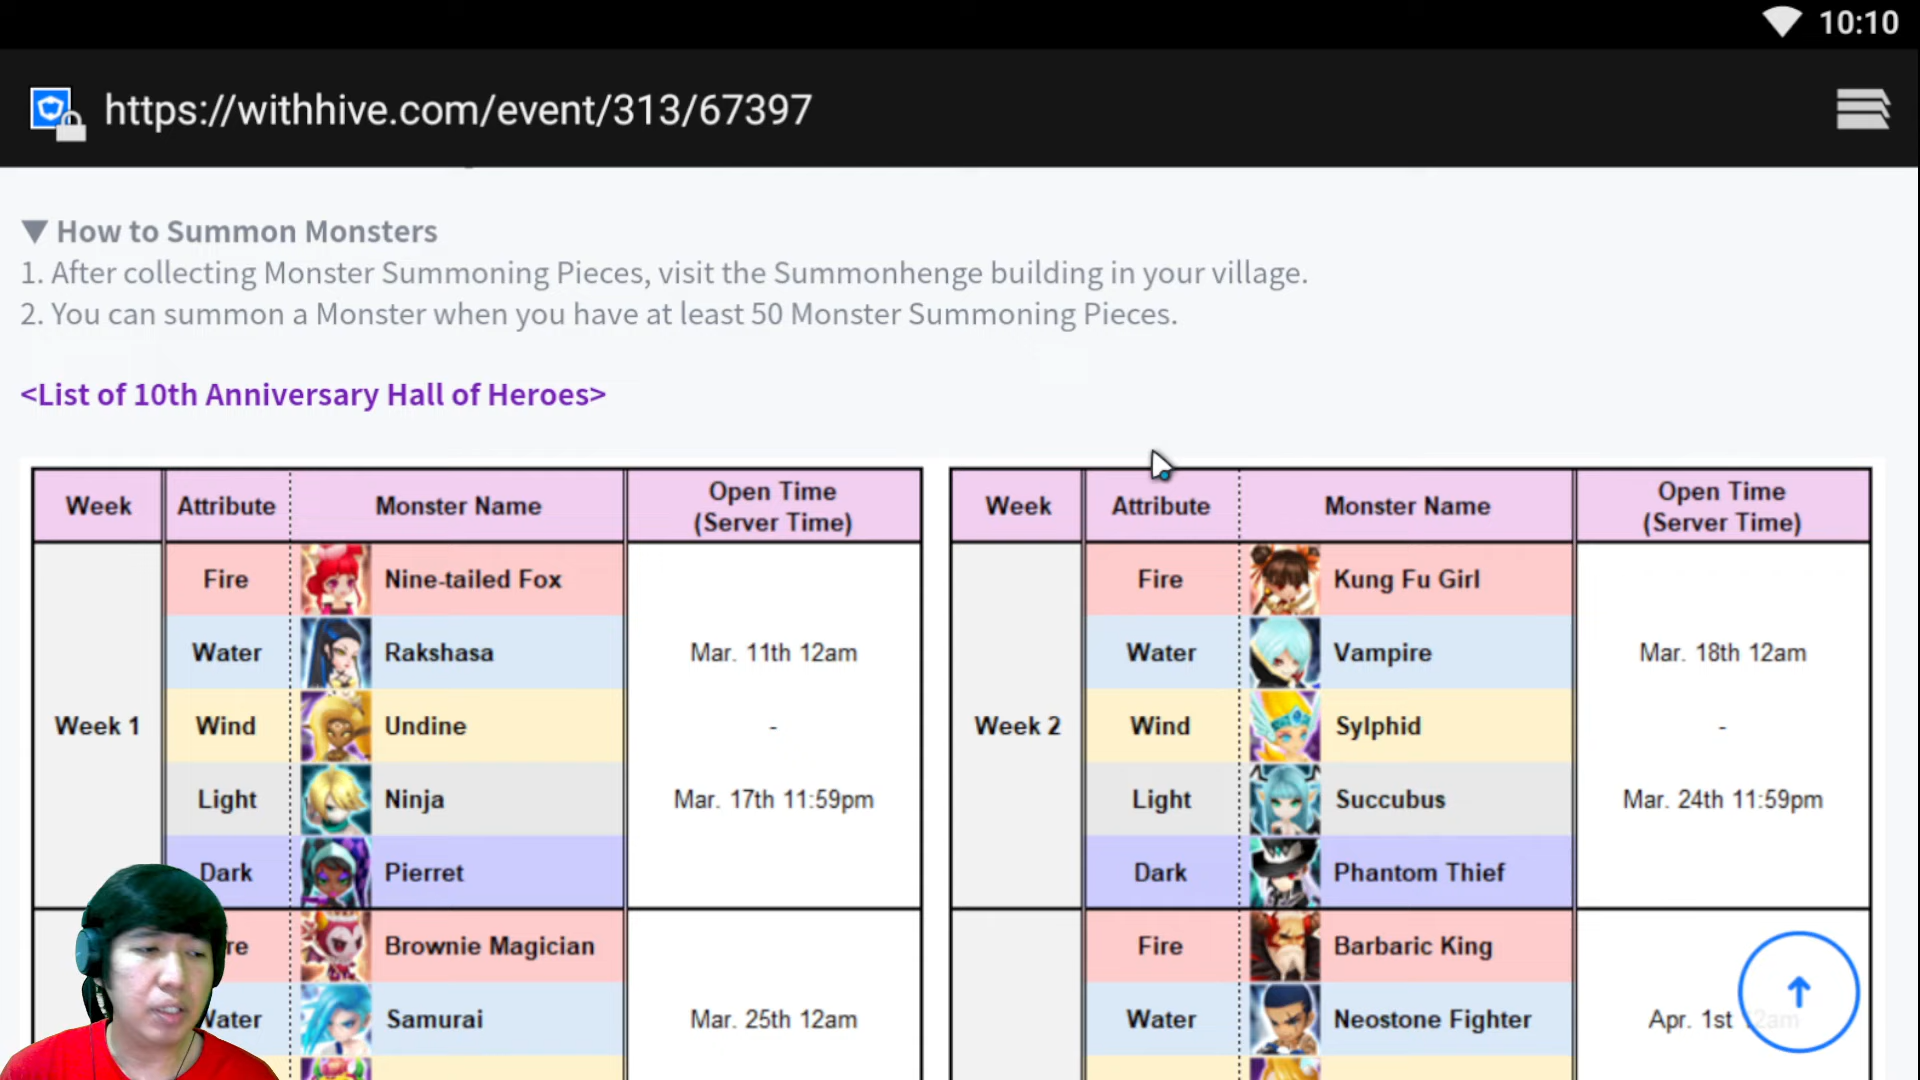 10:10
https://withhive.com/event/313/67397
▼ How to Summon Monsters
1. After collecting Monster Summoning Pieces, visit the Summonhenge building in your village.
2. You can summon a Monster when you have at least 50 Monster Summoning Pieces.
<List of 10th Anniversary Hall of Heroes>
Week Attribute Monster Name Open Time (Server Time)
Week 1
Fire Nine-tailed Fox
Water Rakshasa Mar. 11th 12am
Wind Undine -
Light Ninja Mar. 17th 11:59pm
Dark Pierret
Brownie Magician
Water Samurai Mar. 25th 12am
Week Attribute Monster Name Open Time (Server Time)
Week 2
Fire Kung Fu Girl
Water Vampire Mar. 18th 12am
Wind Sylphid -
Light Succubus Mar. 24th 11:59pm
Dark Phantom Thief
Fire Barbaric King
Water Neostone Fighter Apr. 1st 12am